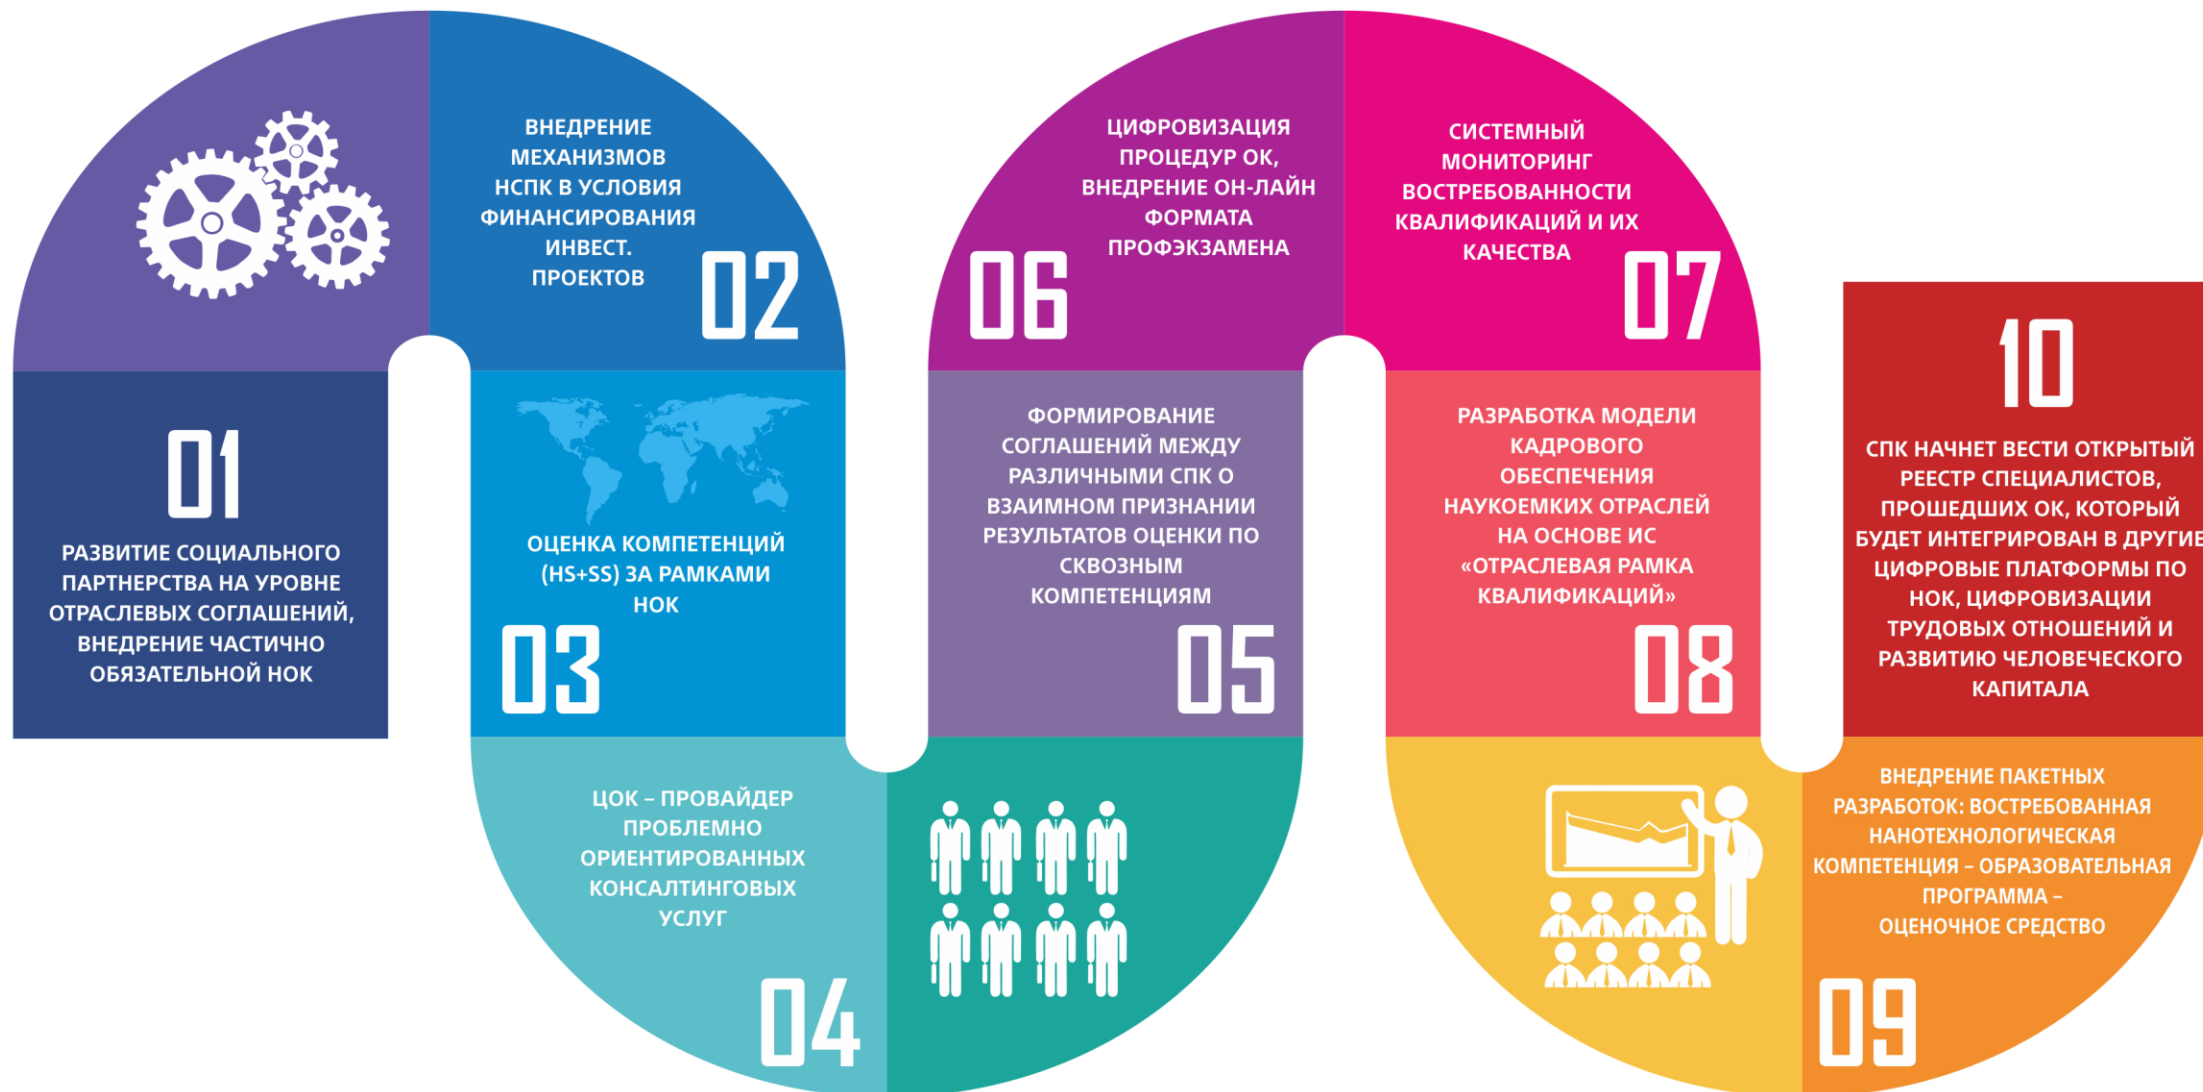 01
РАЗВИТИЕ СОЦИАЛЬНОГО
ПАРТНЕРСТВА НА УРОВНЕ
ОТРАСЛЕВЫХ СОГЛАШЕНИЙ,
ВНЕДРЕНИЕ ЧАСТИЧНО
ОБЯЗАТЕЛЬНОЙ НОК
ВНЕДРЕНИЕ
МЕХАНИЗМОВ
НСПК В УСЛОВИЯ
ФИНАНСИРОВАНИЯ
ИНВЕСТ.
ПРОЕКТОВ
02
ОЦЕНКА КОМПЕТЕНЦИЙ
(HS+SS) ЗА РАМКАМИ
НОК
03
ЦОК – ПРОВАЙДЕР
ПРОБЛЕМНО
ОРИЕНТИРОВАННЫХ
КОНСАЛТИНГОВЫХ
УСЛУГ
04
ФОРМИРОВАНИЕ
СОГЛАШЕНИЙ МЕЖДУ
РАЗЛИЧНЫМИ СПК О
ВЗАИМНОМ ПРИЗНАНИИ
РЕЗУЛЬТАТОВ ОЦЕНКИ ПО
СКВОЗНЫМ
КОМПЕТЕНЦИЯМ
05
ЦИФРОВИЗАЦИЯ
ПРОЦЕДУР ОК,
ВНЕДРЕНИЕ ОН-ЛАЙН
ФОРМАТА
ПРОФЭКЗАМЕНА
06
СИСТЕМНЫЙ
МОНИТОРИНГ
ВОСТРЕБОВАННОСТИ
КВАЛИФИКАЦИЙ И ИХ
КАЧЕСТВА
07
РАЗРАБОТКА МОДЕЛИ
КАДРОВОГО
ОБЕСПЕЧЕНИЯ
НАУКОЕМКИХ ОТРАСЛЕЙ
НА ОСНОВЕ ИС
«ОТРАСЛЕВАЯ РАМКА
КВАЛИФИКАЦИЙ»
08
ВНЕДРЕНИЕ ПАКЕТНЫХ
РАЗРАБОТОК: ВОСТРЕБОВАННАЯ
НАНОТЕХНОЛОГИЧЕСКАЯ
КОМПЕТЕНЦИЯ – ОБРАЗОВАТЕЛЬНАЯ
ПРОГРАММА –
ОЦЕНОЧНОЕ СРЕДСТВО
09
10
СПК НАЧНЕТ ВЕСТИ ОТКРЫТЫЙ
РЕЕСТР СПЕЦИАЛИСТОВ,
ПРОШЕДШИХ ОК, КОТОРЫЙ
БУДЕТ ИНТЕГРИРОВАН В ДРУГИЕ
ЦИФРОВЫЕ ПЛАТФОРМЫ ПО
НОК, ЦИФРОВИЗАЦИИ
ТРУДОВЫХ ОТНОШЕНИЙ И
РАЗВИТИЮ ЧЕЛОВЕЧЕСКОГО
КАПИТАЛА